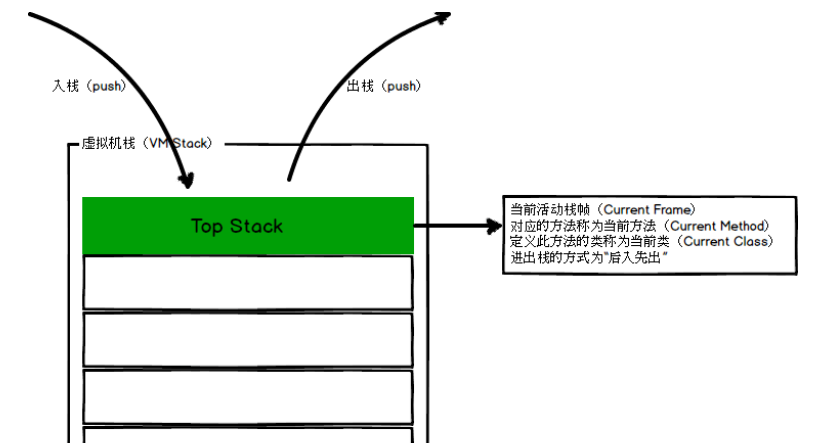 入栈（push）
出栈（push）
虚拟机栈（VM Stack）
Top Stack
当前活动栈帧（Current Frame）
对应的方法称为当前方法（Current Method）
定义此方法的类称为当前类（Current Class）
进出栈的方式为“后入先出”